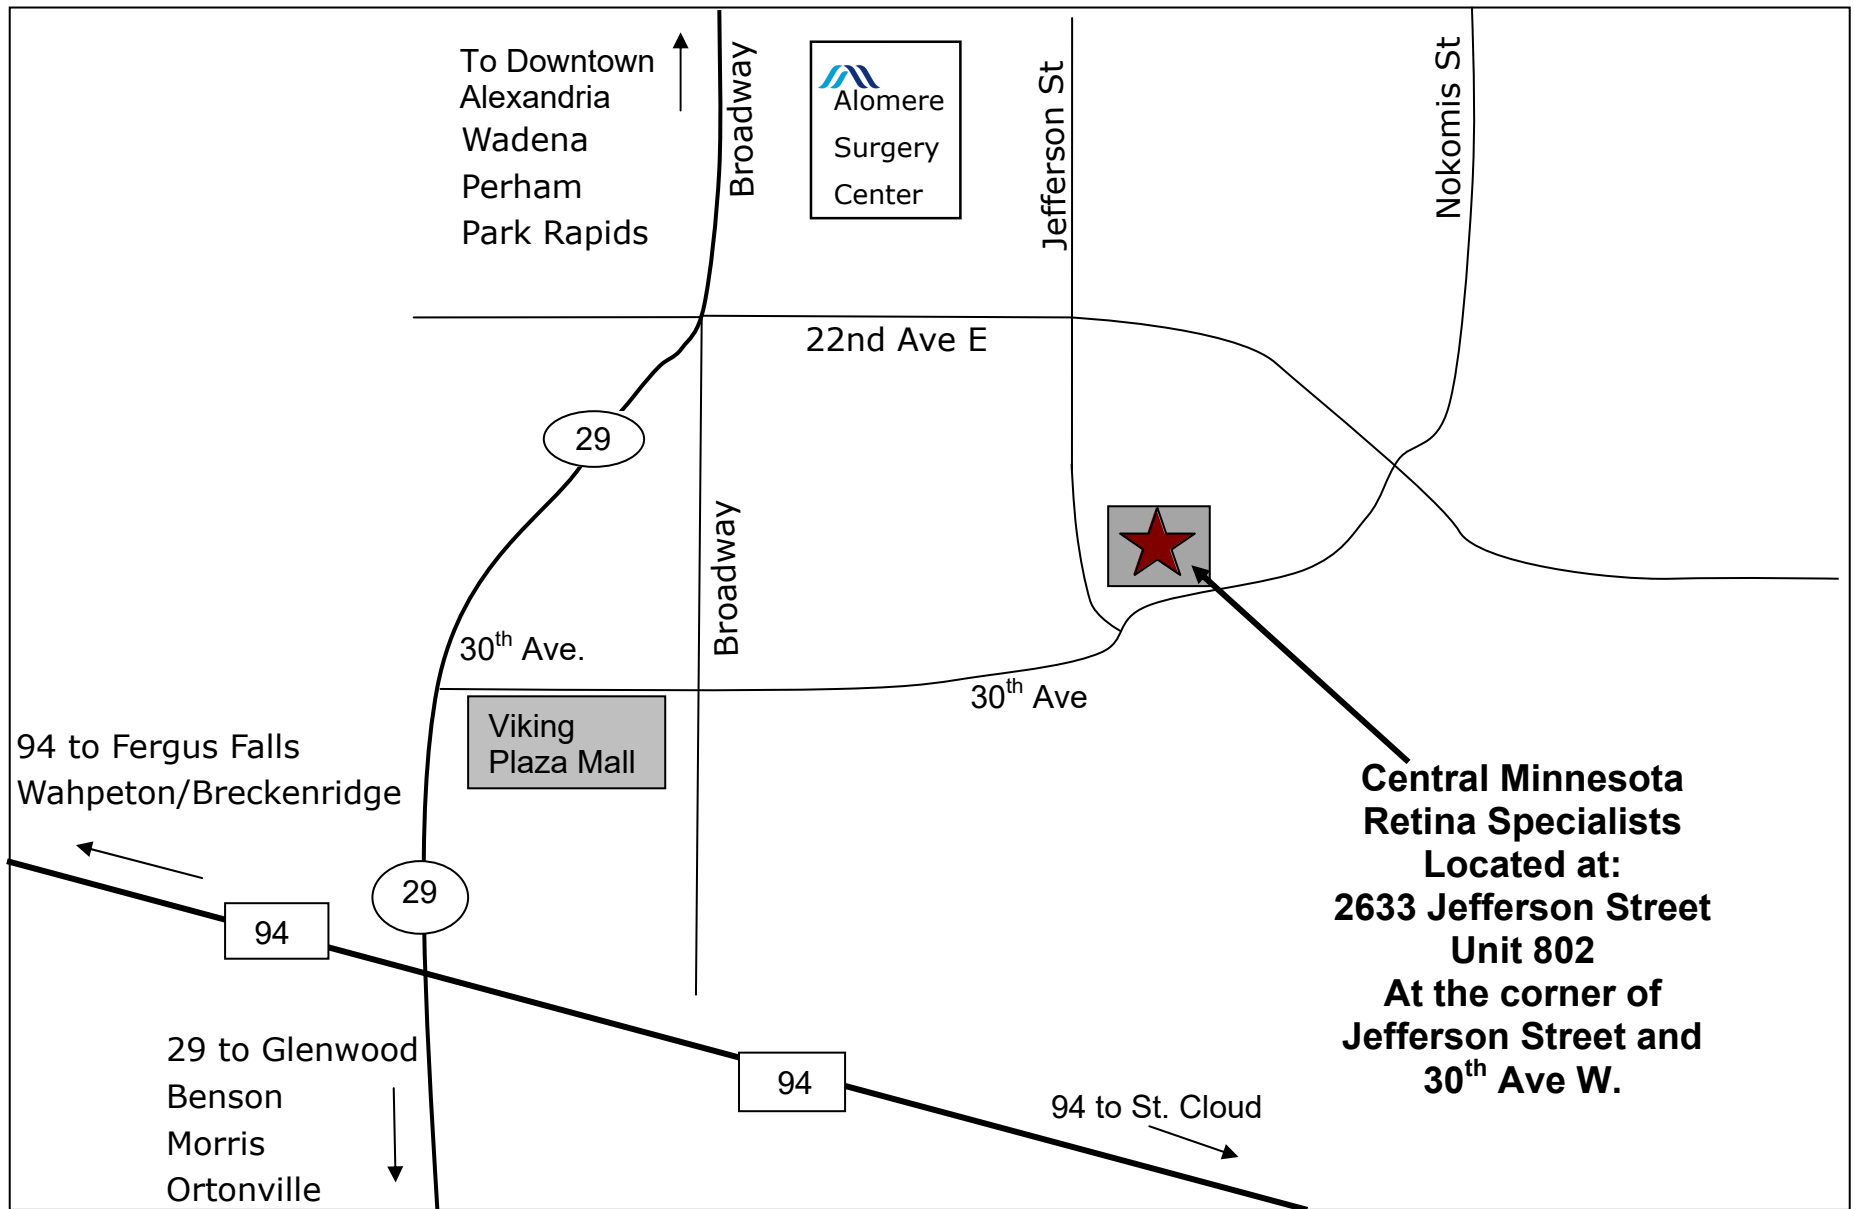 To Downtown
Alexandria
Wadena
Perham
Park Rapids
Broadway
Alomere
Surgery
Center
Jefferson St
Nokomis St
22nd Ave E
29
Broadway
30th Ave.
30th Ave
Viking
Plaza Mall
94 to Fergus Falls
Wahpeton/Breckenridge
29
94
Central Minnesota
Retina Specialists
Located at:
2633 Jefferson Street
Unit 802
At the corner of
Jefferson Street and
30th Ave W.
29 to Glenwood
Benson
Morris
Ortonville
94
94 to St. Cloud